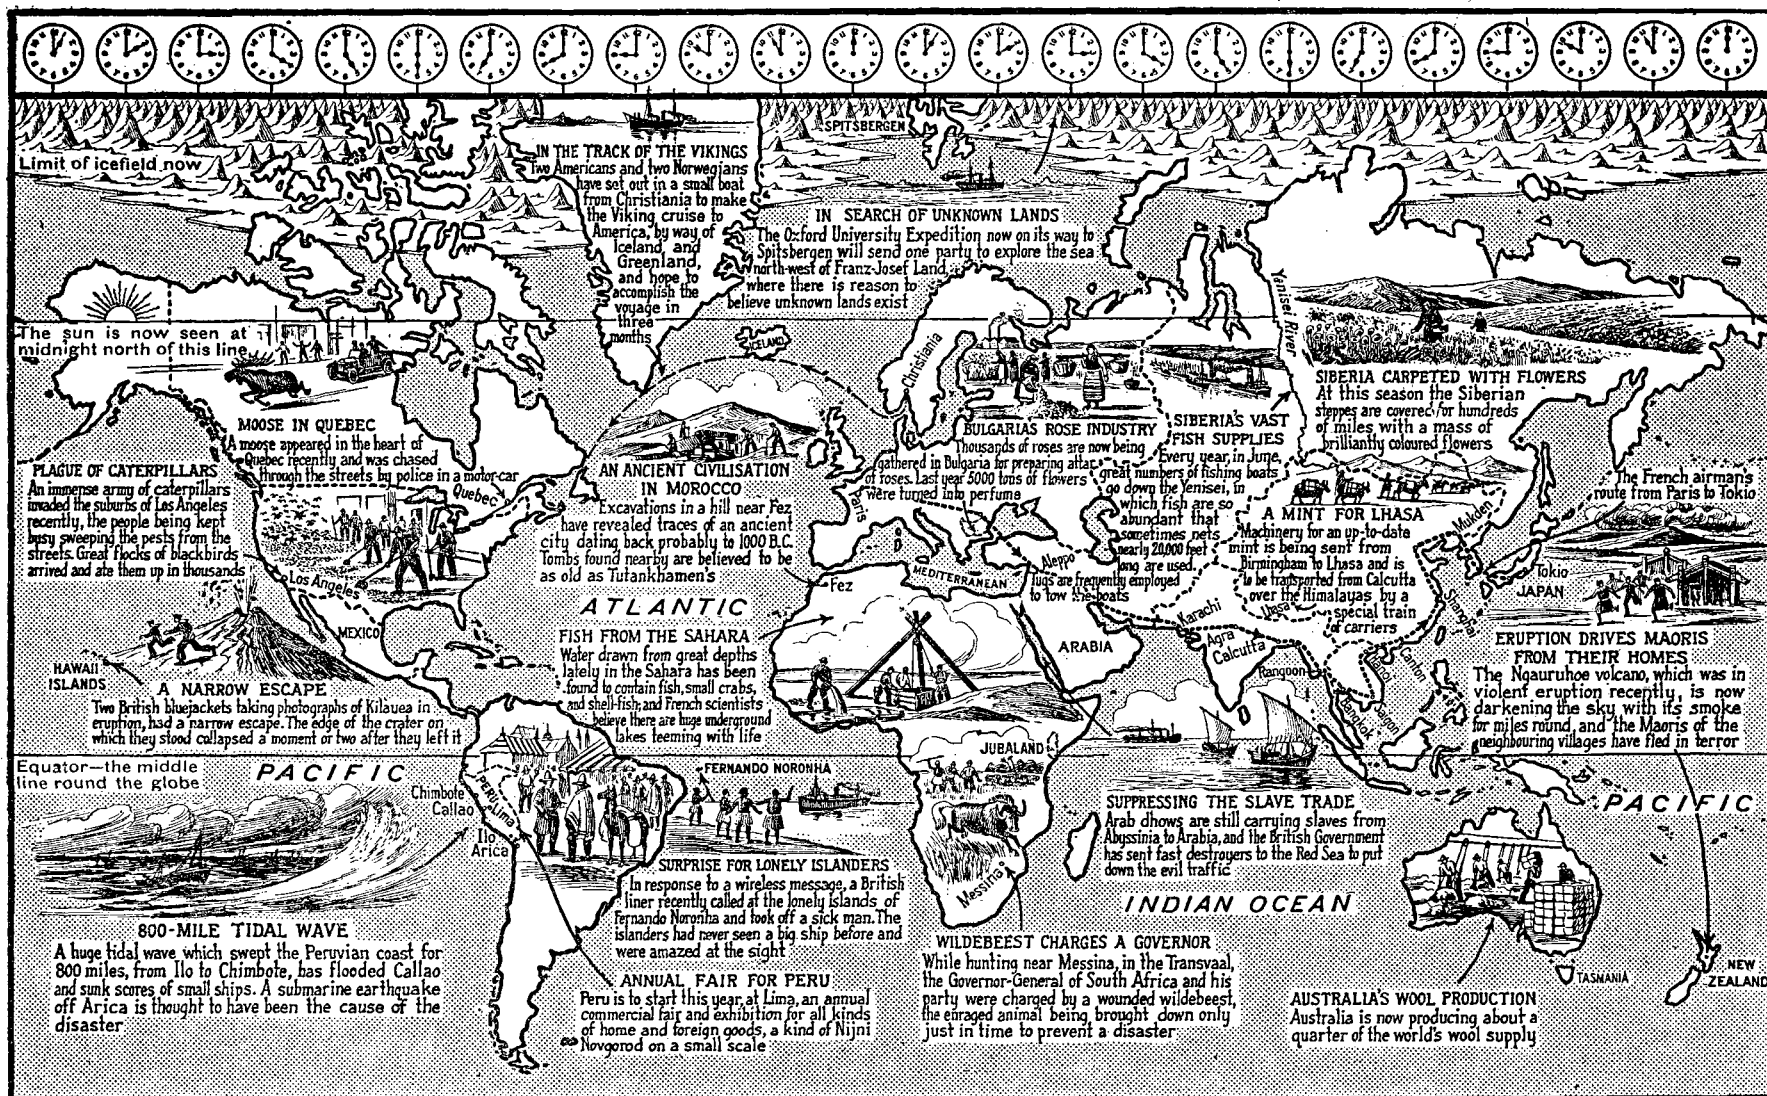 SPITSBERGEN
Limit of icefield now
IN THE TRACK OF THE VIKINGS
Two Americans and two Norwegians
have set out in a small boat
from Christiania to make
the Viking cruise to
America, by way of
Iceland, and
Greenland,
and hope to
accomplish the
voyage in
three
months
IN SEARCH OF UNKNOWN LANDS
The Oxford University Expedition now on its way to
Spitsbergen will send one party to explore the sea
north-west of Franz-Josef Land,
where there is reason to
believe unknown lands exist
The sun is now seen at
midnight north of this line
ICELAND
Christiania
Yenisei River
MOOSE IN QUEBEC
A moose appeared in the heart of
Quebec recently and was chased
through the streets by police in a motor-car
Quebec
PLAGUE OF CATERPILLARS
An immense army of caterpillars
invaded the suburbs of Los Angeles
recently, the people being kept
busy sweeping the pests from the
streets. Great flocks of blackbirds
arrived and ate them up in thousands
Los Angeles
MEXICO
AN ANCIENT CIVILISATION
IN MOROCCO
Excavations in a hill near Fez
have revealed traces of an ancient
city dating back probably to 1000 B.C.
Tombs found nearby are believed to be
as old as Tutankhamen's
Fez
BULGARIAS ROSE INDUSTRY
Thousands of roses are now being
gathered in Bulgaria for preparing attar
of roses. Last year 5000 tons of flowers
were turned into perfume
Paris
SIBERIA'S VAST
FISH SUPPLIES
Every year, in June,
great numbers of fishing boats
go down the Yenisei, in
which fish are so
abundant that
sometimes nets
nearly 20,000 feet
long are used.
Tugs are frequently employed
to tow the boats
SIBERIA CARPETED WITH FLOWERS
At this season the Siberian
steppes are covered for hundreds
of miles with a mass of
brilliantly coloured flowers
A MINT FOR LHASA
Machinery for an up-to-date
mint is being sent from
Birmingham to Lhasa and is
to be transported from Calcutta
over the Himalayas by a
special train
of carriers
The French airman's
route from Paris to Tokio
Mukden
Tokio
JAPAN
Shanghai
Aleppo
MEDITERRANEAN
Karachi
Lhasa
Agra
Calcutta
Rangoon
Hanoi
Canton
Bangkok
Saigon
ARABIA
ATLANTIC
FISH FROM THE SAHARA
Water drawn from great depths
lately in the Sahara has been
found to contain fish, small crabs,
and shell-fish; and French scientists
believe there are huge underground
lakes teeming with life
HAWAII
ISLANDS
A NARROW ESCAPE
Two British bluejackets taking photographs of Kilauea in
eruption, had a narrow escape. The edge of the crater on
which they stood collapsed a moment or two after they left it
ERUPTION DRIVES MAORIS
FROM THEIR HOMES
The Ngauruhoe volcano, which was in
violent eruption recently, is now
darkening the sky with its smoke
for miles round, and the Maoris of the
neighbouring villages have fled in terror
Equator—the middle
line round the globe
PACIFIC
Chimbote
Callao
PERU
Lima
Ilo
Arica
FERNANDO NORONHA
JUBALAND
PACIFIC
800-MILE TIDAL WAVE
A huge tidal wave which swept the Peruvian coast for
800 miles, from Ilo to Chimbote, has flooded Callao
and sunk scores of small ships. A submarine earthquake
off Arica is thought to have been the cause of the
disaster
SURPRISE FOR LONELY ISLANDERS
In response to a wireless message, a British
liner recently called at the lonely islands of
Fernando Noronha and took off a sick man. The
islanders had never seen a big ship before and
were amazed at the sight
ANNUAL FAIR FOR PERU
Peru is to start this year, at Lima, an annual
commercial fair and exhibition for all kinds
of home and foreign goods, a kind of Nijni
Novgorod on a small scale
Messina
WILDEBEEST CHARGES A GOVERNOR
While hunting near Messina, in the Transvaal,
the Governor-General of South Africa and his
party were charged by a wounded wildebeest,
the enraged animal being brought down only
just in time to prevent a disaster
SUPPRESSING THE SLAVE TRADE
Arab dhows are still carrying slaves from
Abyssinia to Arabia, and the British Government
has sent fast destroyers to the Red Sea to put
down the evil traffic
INDIAN OCEAN
AUSTRALIA'S WOOL PRODUCTION
Australia is now producing about a
quarter of the world's wool supply
TASMANIA
NEW
ZEALAND